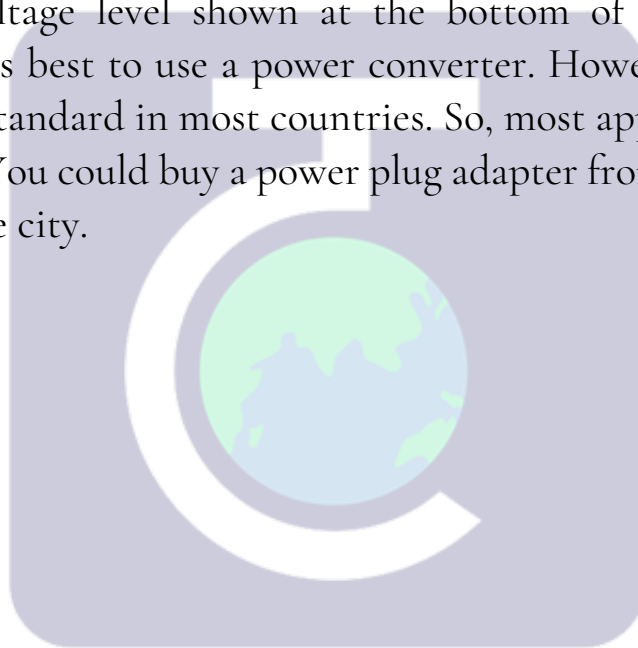 ltage level shown at the bottom of
s best to use a power converter. Howe
tandard in most countries. So, most app
You could buy a power plug adapter fro
e city.